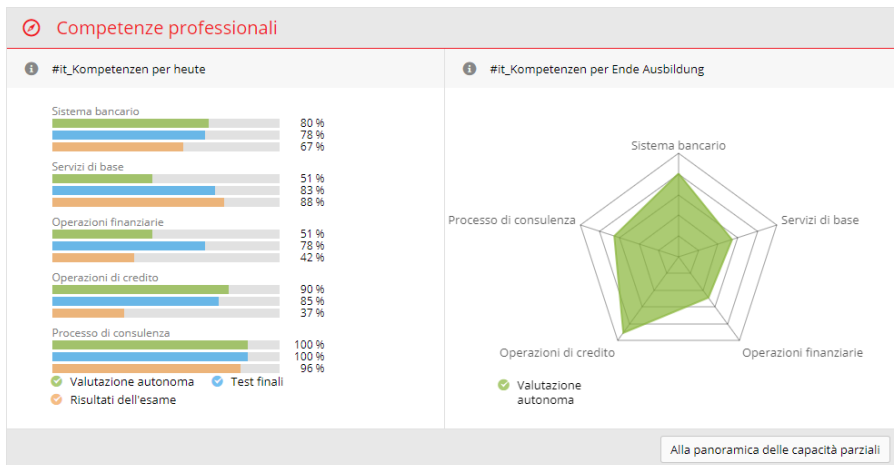 Competenze professionali
#it_Kompetenzen per heute
Sistema bancario
80 %
78 %
67 %
Servizi di base
51 %
83 %
88 %
Operazioni finanziarie
51 %
78 %
42 %
Operazioni di credito
90 %
85 %
37 %
Processo di consulenza
100 %
100 %
96 %
Valutazione autonoma Test finali
Risultati dell'esame
#it_Kompetenzen per Ende Ausbildung
Sistema bancario
Processo di consulenza
Servizi di base
Operazioni di credito
Operazioni finanziarie
Valutazione
autonoma
Alla panoramica delle capacità parziali